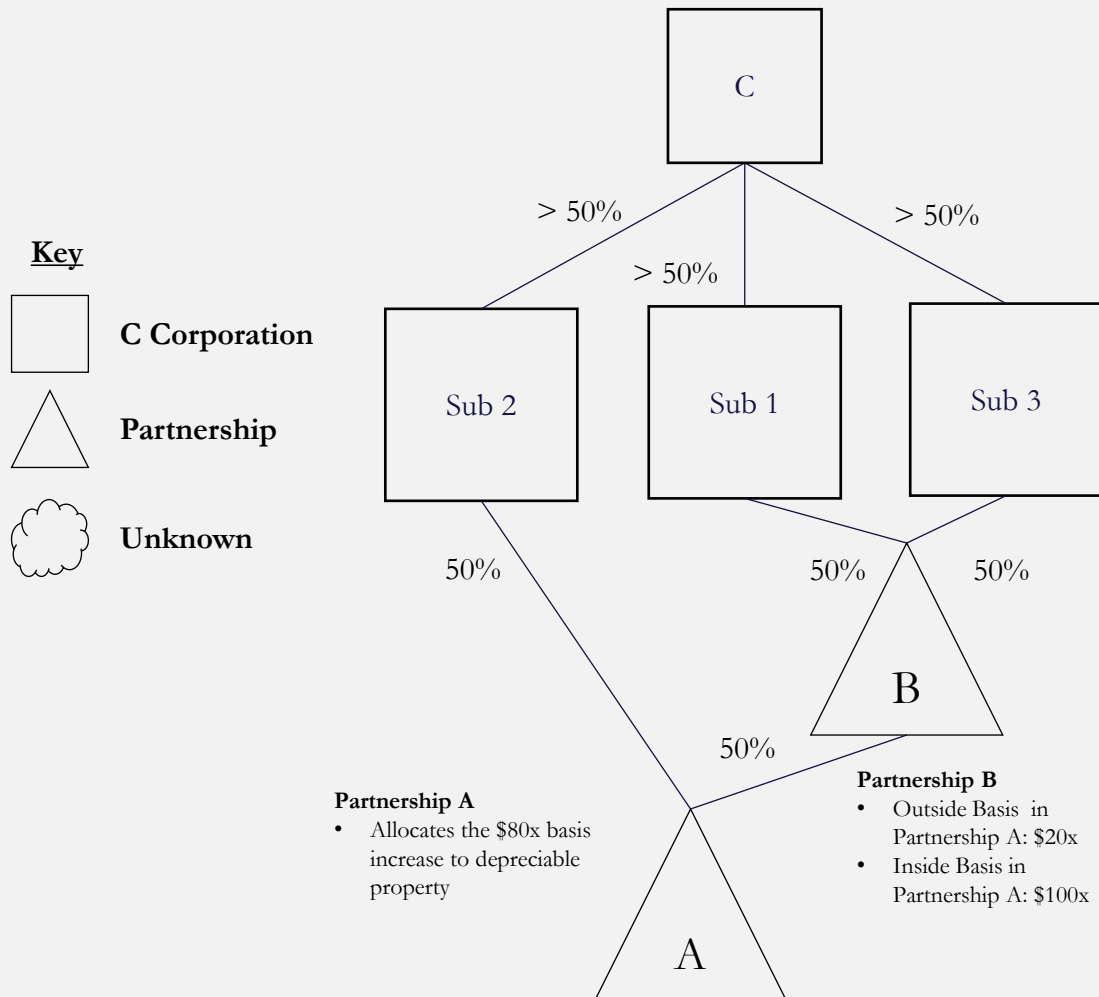 C
> 50%
> 50%
> 50%
Key
C Corporation
Partnership
Unknown
Sub 2
Sub 1
Sub 3
50%
50%
50%
B
50%
Partnership A
• Allocates the $80x basis
increase to depreciable
property
Partnership B
• Outside Basis in
Partnership A: $20x
• Inside Basis in
Partnership A: $100x
A